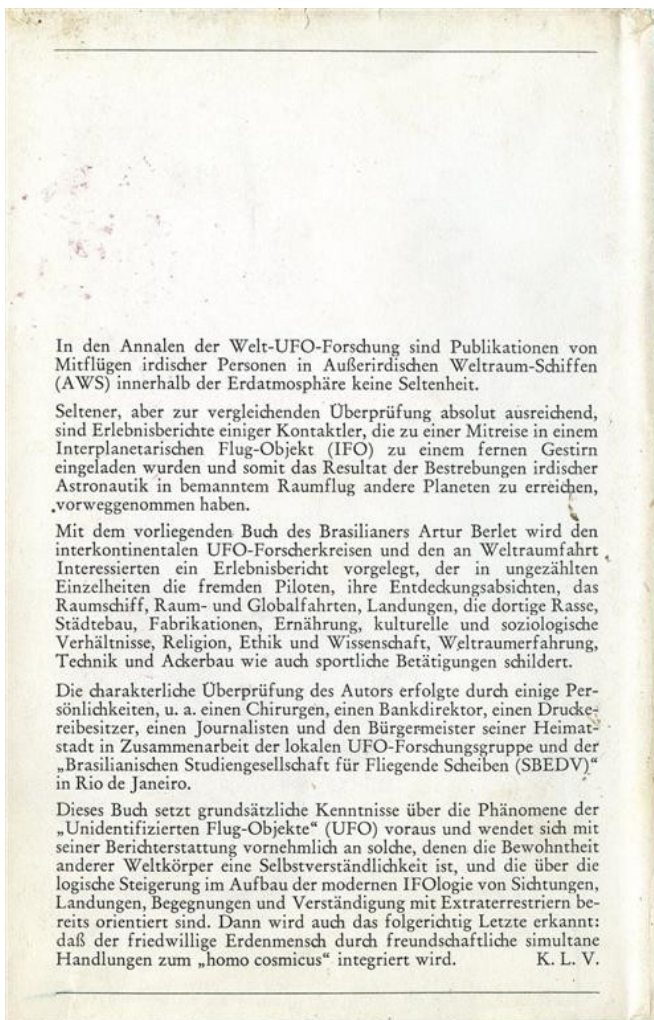 In den Annalen der Welt-UFO-Forschung sind Publikationen von
Mitflügen irdischer Personen in Außerirdischen Weltraum-Schiffen
(AWS) innerhalb der Erdatmosphäre keine Seltenheit.
Seltener, aber zur vergleichenden Überprüfung absolut ausreichend,
sind Erlebnisberichte einiger Kontaktler, die zu einer Mitreise in einem
Interplanetarischen Flug-Objekt (IFO) zu einem fernen Gestirn
eingeladen wurden und somit das Resultat der Bestrebungen irdischer
Astronautik in bemanntem Raumflug andere Planeten zu erreichen,
vorweggenommen haben.
Mit dem vorliegenden Buch des Brasilianers Artur Berlet wird den
interkontinentalen UFO-Forscherkreisen und den an Weltraumfahrt
Interessierten ein Erlebnisbericht vorgelegt, der in ungezählten
Einzelheiten die fremden Piloten, ihre Entdeckungsabsichten, das
Raumschiff, Raum- und Globalfahrten, Landungen, die dortige Rasse,
Städtebau, Fabrikationen, Ernährung, kulturelle und soziologische
Verhältnisse, Religion, Ethik und Wissenschaft, Weltraumerfahrung,
Technik und Ackerbau wie auch sportliche Betätigungen schildert.
Die charakterliche Überprüfung des Autors erfolgte durch einige Per-
sönlichkeiten, u. a. einen Chirurgen, einen Bankdirektor, einen Drucke-
reibesitzer, einen Journalisten und den Bürgermeister seiner Heimat-
stadt in Zusammenarbeit der lokalen UFO-Forschungsgruppe und der
„Brasilianischen Studiengesellschaft für Fliegende Scheiben (SBEDV)“
in Rio de Janeiro.
Dieses Buch setzt grundsätzliche Kenntnisse über die Phänomene der
„Unidentifizierten Flug-Objekte“ (UFO) voraus und wendet sich mit
seiner Berichterstattung vornehmlich an solche, denen die Bewohntheit
anderer Weltkörper eine Selbstverständlichkeit ist, und die über die
logische Steigerung im Aufbau der modernen IFOlogie von Sichtungen,
Landungen, Begegnungen und Verständigung mit Extraterrestriern be-
reits orientiert sind. Dann wird auch das folgerichtig Letzte erkannt:
daß der friedwillige Erdenmensch durch freundschaftliche simultane
Handlungen zum „homo cosmicus“ integriert wird. K. L. V.